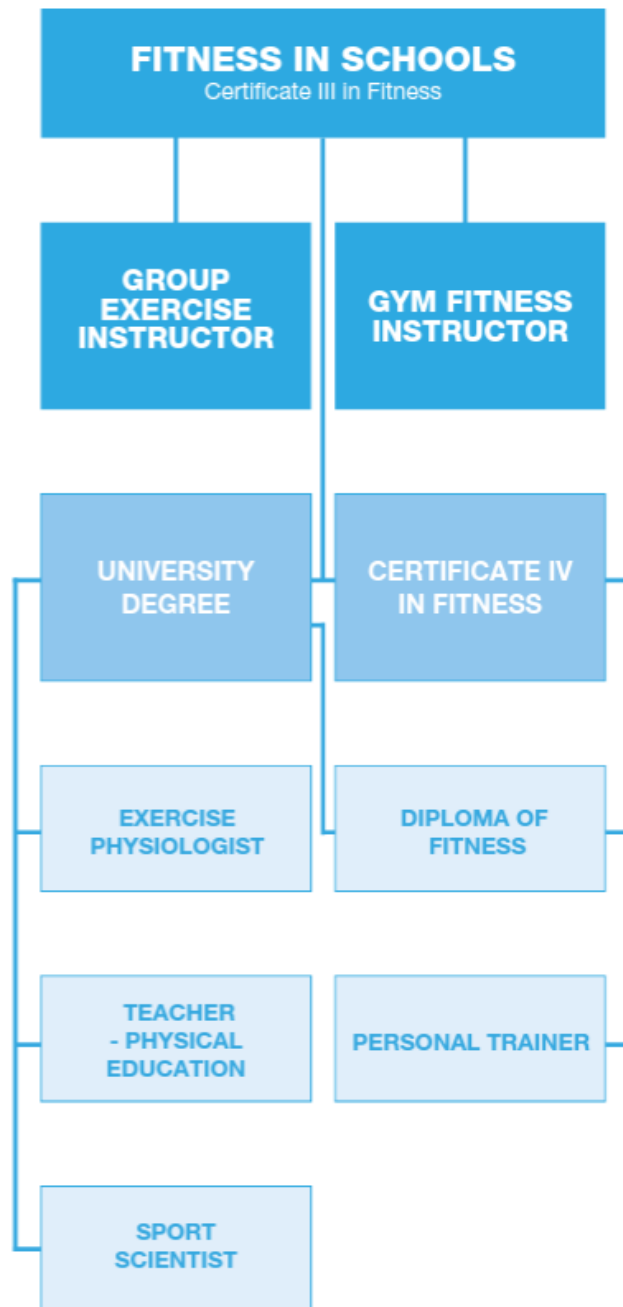 FITNESS IN SCHOOLS
Certificate III in Fitness
GROUP
EXERCISE
INSTRUCTOR
GYM FITNESS
INSTRUCTOR
UNIVERSITY
DEGREE
CERTIFICATE IV
IN FITNESS
EXERCISE
PHYSIOLOGIST
DIPLOMA OF
FITNESS
TEACHER
- PHYSICAL
EDUCATION
PERSONAL TRAINER
SPORT
SCIENTIST